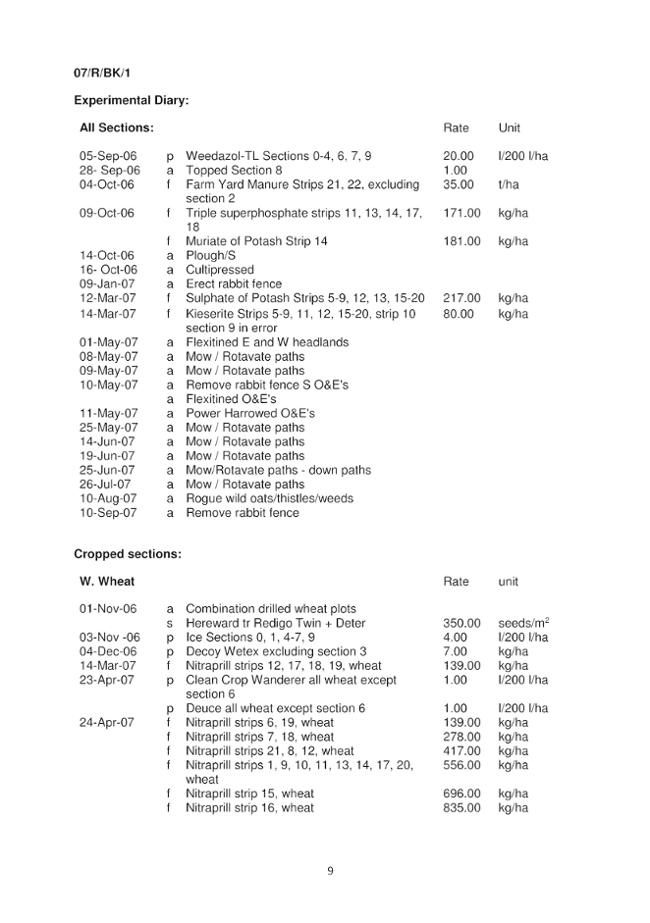 07/R/BK/1
Experimental Diary:
All Sections: Rate Unit
05-Sep-06 p Weedazol-TL Sections 0-4, 6, 7, 9 20.00 l/200 l/ha
28- Sep-06 a Topped Section 8 1.00
04-Oct-06 f Farm Yard Manure Strips 21, 22, excluding 35.00 t/ha
section 2
09-Oct-06 f Triple superphosphate strips 11, 13, 14, 17, 171.00 kg/ha
18
f Muriate of Potash Strip 14 181.00 kg/ha
14-Oct-06 a Plough/S
16- Oct-06 a Cultipressed
09-Jan-07 a Erect rabbit fence
12-Mar-07 f Sulphate of Potash Strips 5-9, 12, 13, 15-20 217.00 kg/ha
14-Mar-07 f Kieserite Strips 5-9, 11, 12, 15-20, strip 10 80.00 kg/ha
section 9 in error
01-May-07 a Flexitined E and W headlands
08-May-07 a Mow / Rotavate paths
09-May-07 a Mow / Rotavate paths
10-May-07 a Remove rabbit fence S O&E's
a Flexitined O&E's
11-May-07 a Power Harrowed O&E's
25-May-07 a Mow / Rotavate paths
14-Jun-07 a Mow / Rotavate paths
19-Jun-07 a Mow / Rotavate paths
25-Jun-07 a Mow/Rotavate paths - down paths
26-Jul-07 a Mow / Rotavate paths
10-Aug-07 a Rogue wild oats/thistles/weeds
10-Sep-07 a Remove rabbit fence
Cropped sections:
W. Wheat Rate unit
01-Nov-06 a Combination drilled wheat plots
s Hereward tr Redigo Twin + Deter 350.00 seeds/m²
03-Nov -06 p Ice Sections 0, 1, 4-7, 9 4.00 l/200 l/ha
04-Dec-06 p Decoy Wetex excluding section 3 7.00 kg/ha
14-Mar-07 f Nitraprill strips 12, 17, 18, 19, wheat 139.00 kg/ha
23-Apr-07 p Clean Crop Wanderer all wheat except 1.00 l/200 l/ha
section 6
p Deuce all wheat except section 6 1.00 l/200 l/ha
24-Apr-07 f Nitraprill strips 6, 19, wheat 139.00 kg/ha
f Nitraprill strips 7, 18, wheat 278.00 kg/ha
f Nitraprill strips 21, 8, 12, wheat 417.00 kg/ha
f Nitraprill strips 1, 9, 10, 11, 13, 14, 17, 20, 556.00 kg/ha
wheat
f Nitraprill strip 15, wheat 696.00 kg/ha
f Nitraprill strip 16, wheat 835.00 kg/ha
9